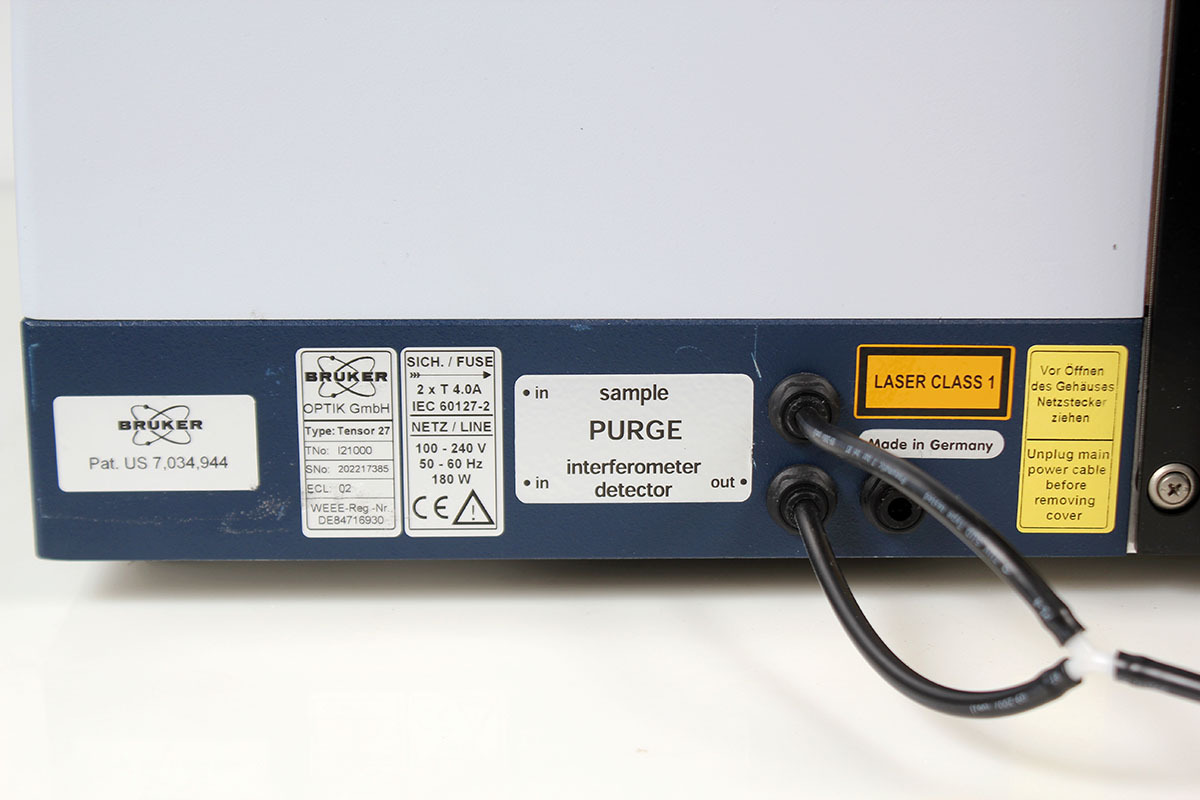 BRUKER
Pat. US 7,034,944
BRUKER
OPTIK GmbH
Type: Tensor 27
TNo: I21000
SNo: 202217385
ECL: 02
WEEE-Reg.-Nr.
DE84716930
SICH. / FUSE
2 x T 4.0A
IEC 60127-2
NETZ / LINE
100 - 240 V
50 - 60 Hz
180 W
CE
• in sample
PURGE
interferometer
• in detector out •
LASER CLASS 1
Made in Germany
Vor Öffnen
des Gehäuses
Netzstecker
ziehen
Unplug main
power cable
before
removing
cover